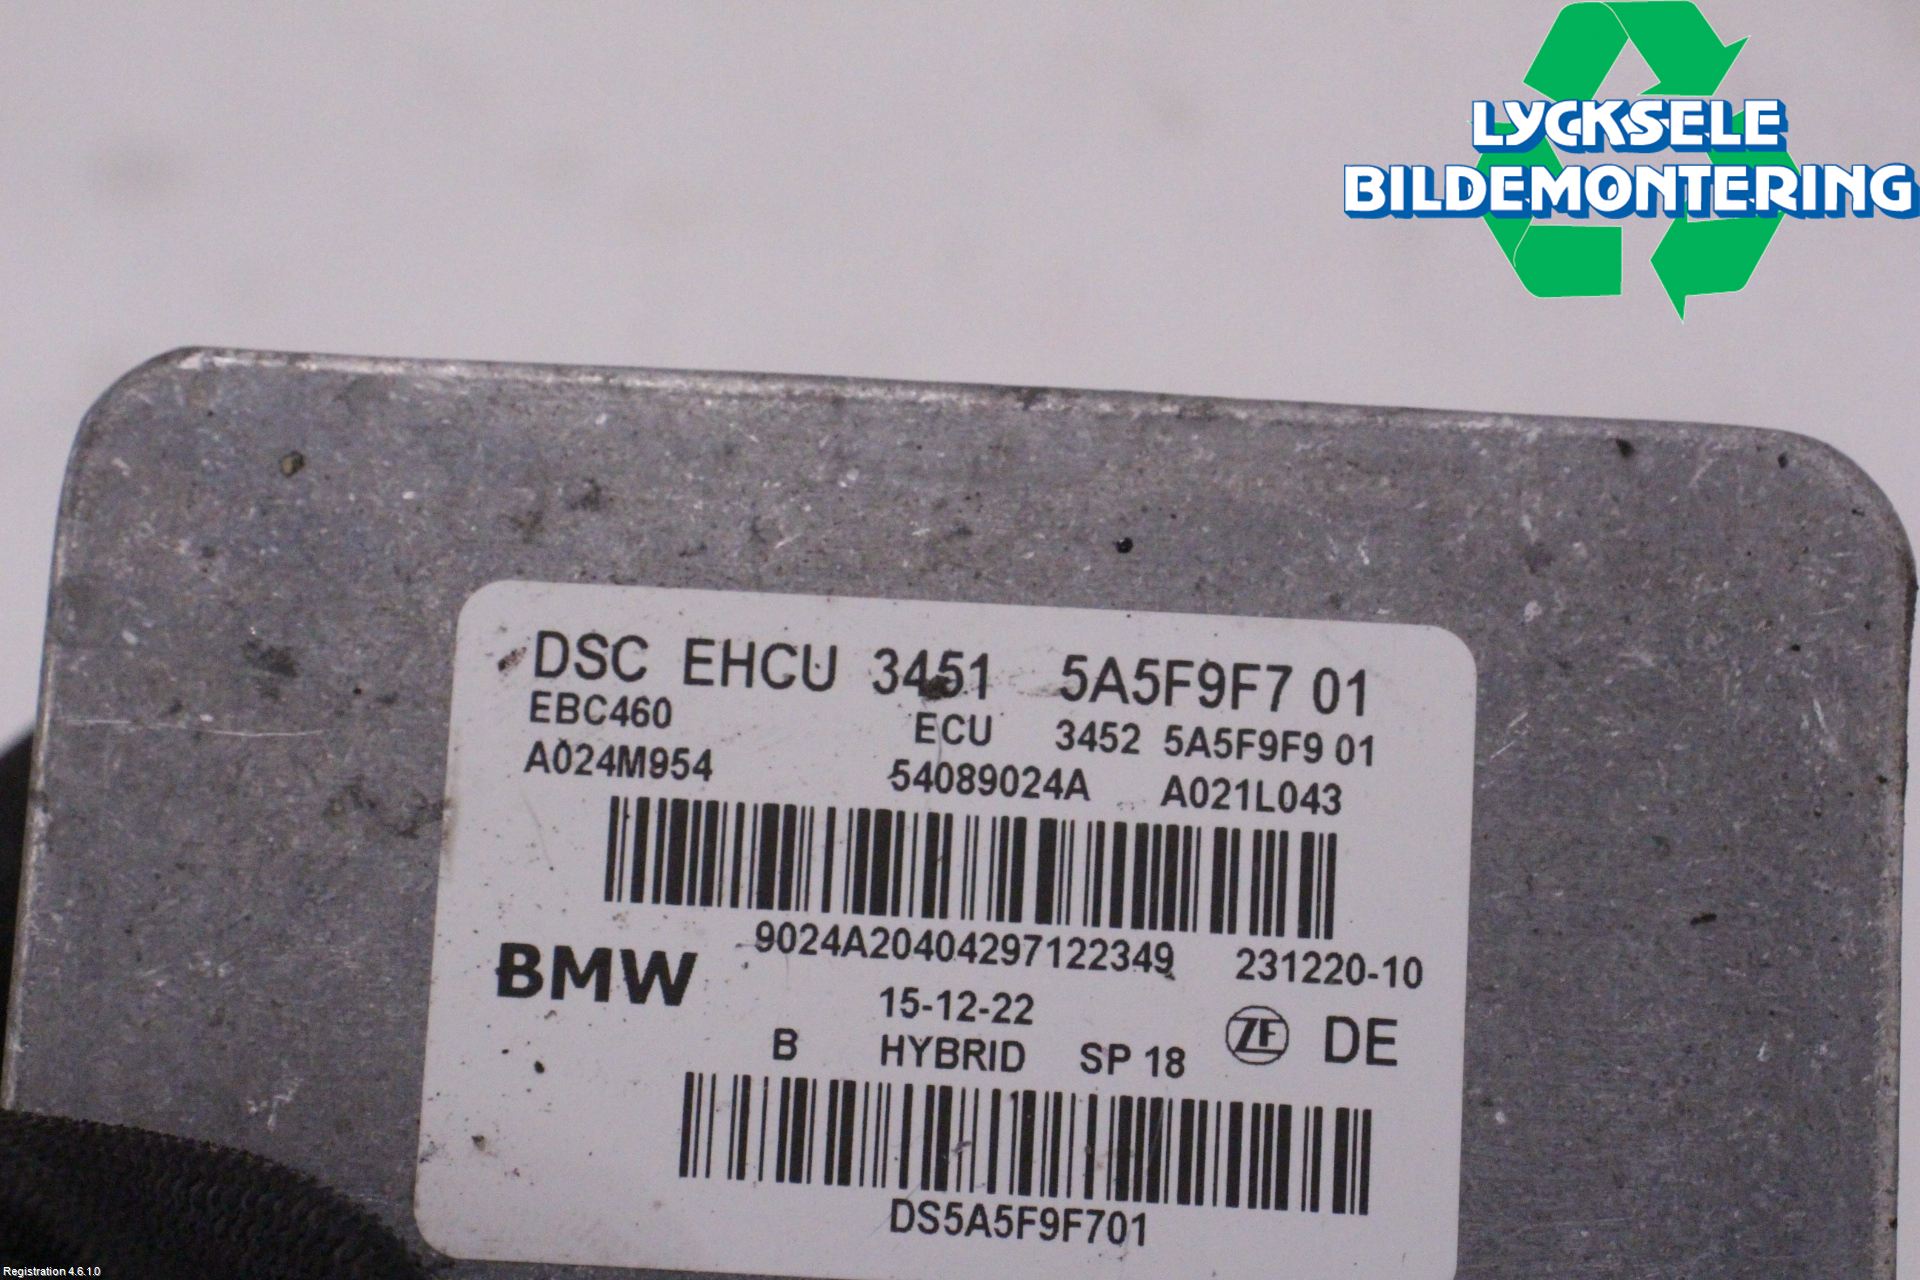 LYCKSELE
BILDEMONTERING
DSC EHCU 3451 5A5F9F7 01
EBC460 ECU 3452 5A5F9F9 01
A024M954 54089024A A021L043
9024A20404297122349 231220-10
BMW
15-12-22
B HYBRID SP 18 ZF DE
DS5A5F9F701
Registration 4.6.1.0